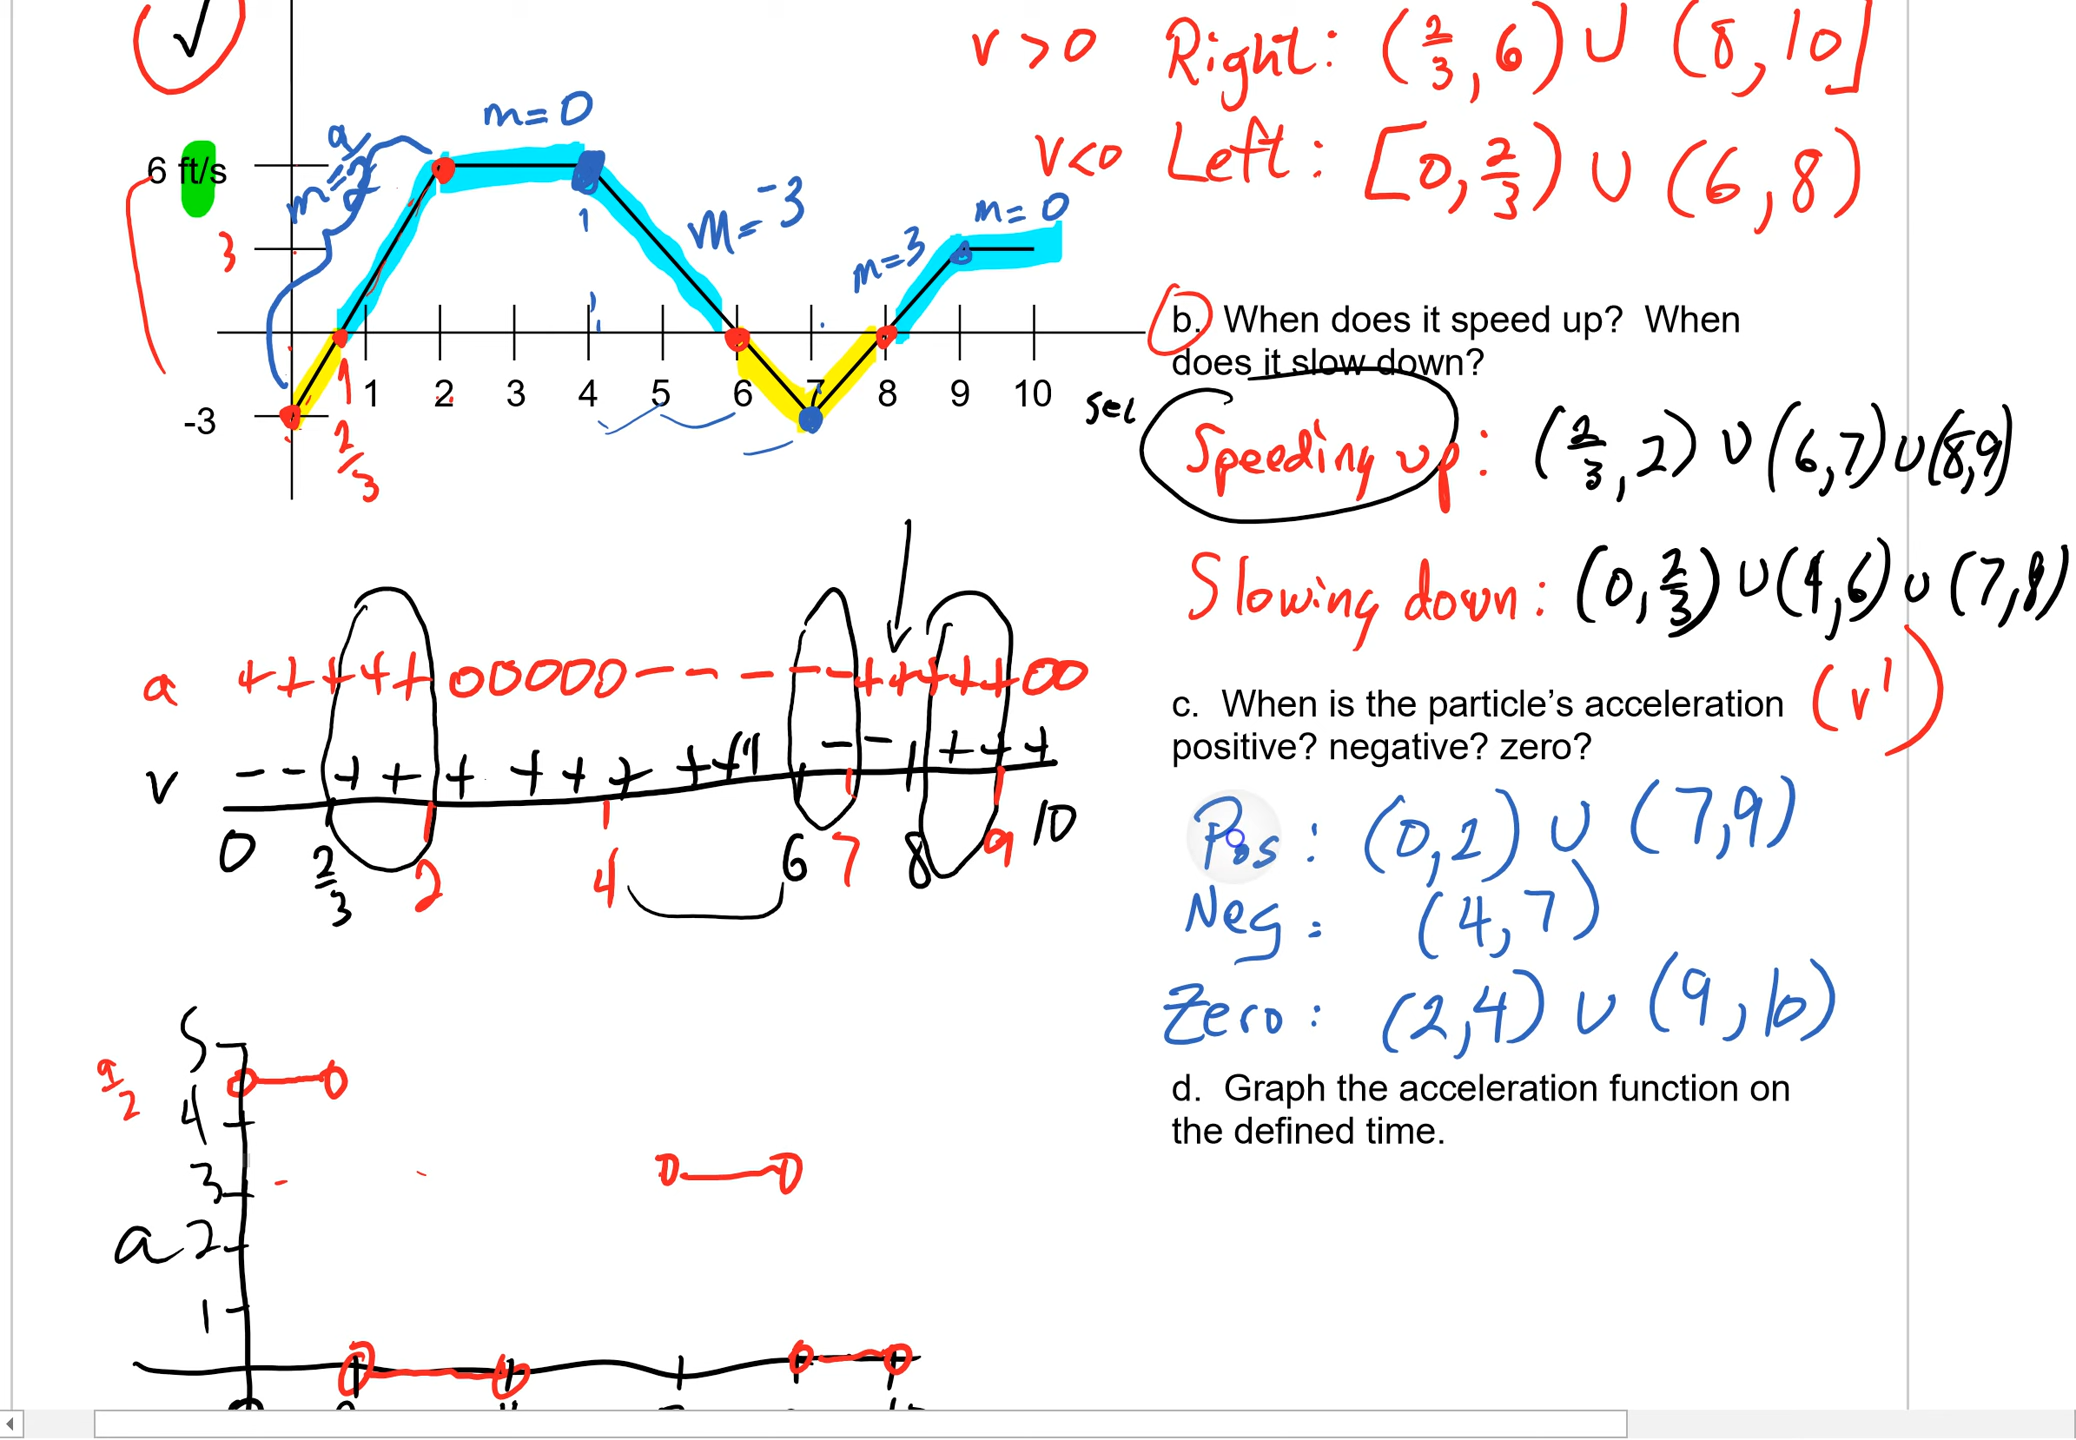 v > 0 Right: (2/3, 6) ∪ (8, 10]
v<0 Left: [0, 2/3) ∪ (6, 8)
m= 0
m= 9/2
6 ft/s
m= -3
m= 0
3
m=3
-3
1 2 3 4 5 6 7 8 9 10 sec
2/3
b. When does it speed up? When
does it slow down?
Speeding up: (2/3, 2) ∪ (6,7) ∪ (8,9)
Slowing down: (0, 2/3) ∪ (4,6) ∪ (7,8)
a +++++ 00000 - - - - - +++++ 00
v - - + + + + + + + + + - - + + +
0 2/3 2 4 6 7 8 9 10
c. When is the particle’s acceleration (v')
positive? negative? zero?
Pos: (0,2) ∪ (7,9)
Neg: (4,7)
Zero: (2,4) ∪ (9,10)
d. Graph the acceleration function on
the defined time.
5
9/2
4
3
a 2
1